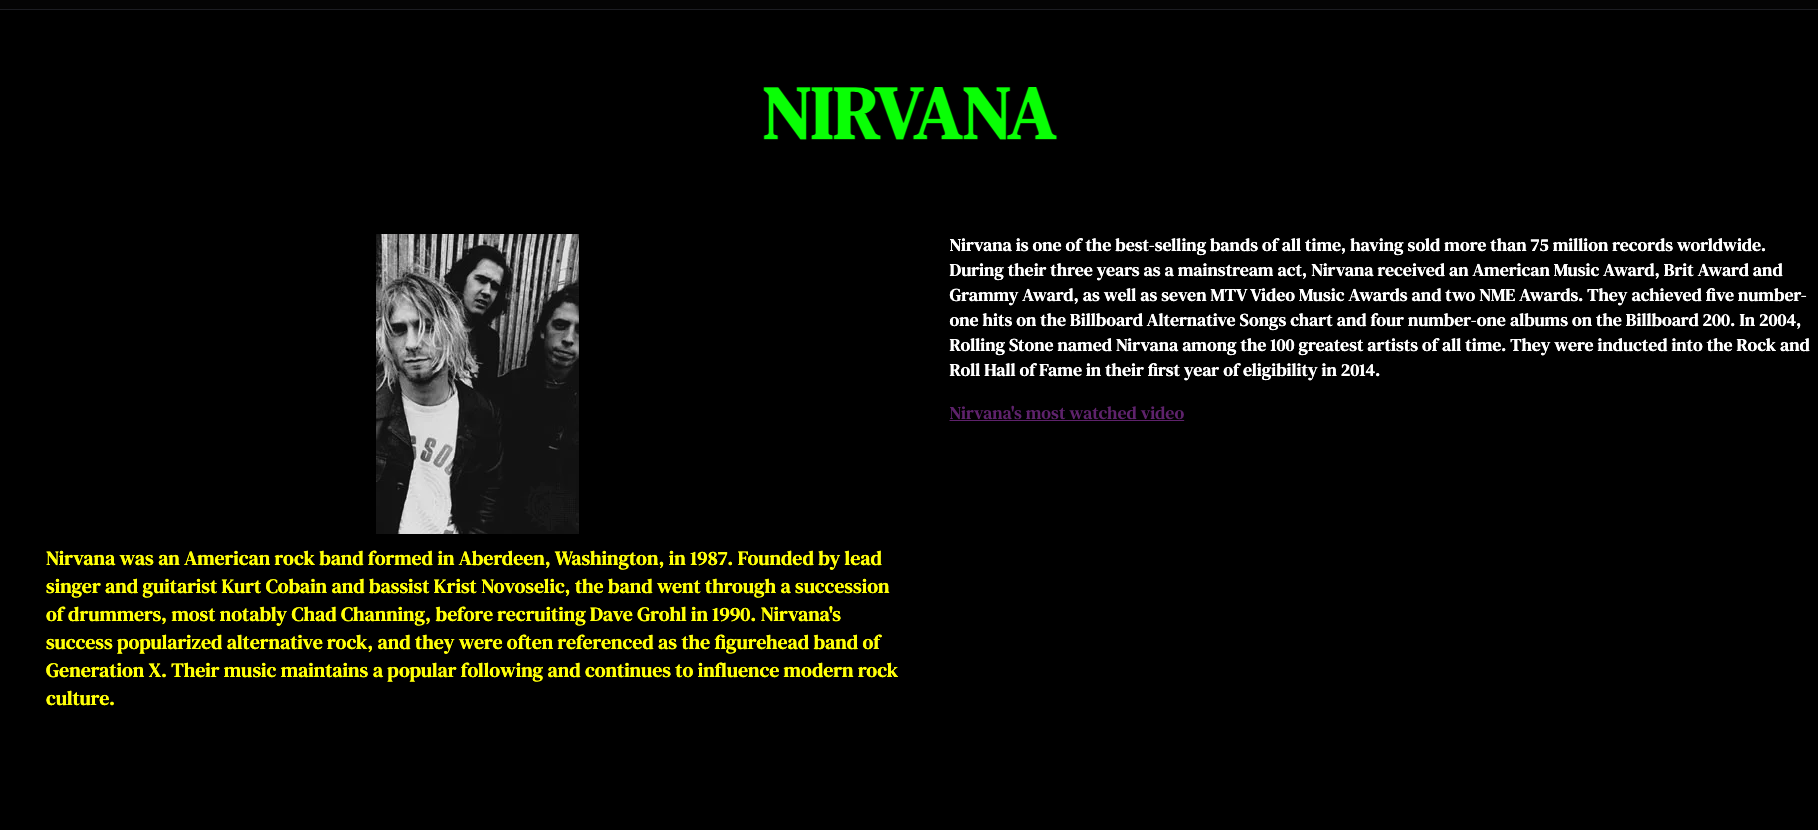 NIRVANA
Nirvana was an American rock band formed in Aberdeen, Washington, in 1987. Founded by lead
singer and guitarist Kurt Cobain and bassist Krist Novoselic, the band went through a succession
of drummers, most notably Chad Channing, before recruiting Dave Grohl in 1990. Nirvana's
success popularized alternative rock, and they were often referenced as the figurehead band of
Generation X. Their music maintains a popular following and continues to influence modern rock
culture.
Nirvana is one of the best-selling bands of all time, having sold more than 75 million records worldwide.
During their three years as a mainstream act, Nirvana received an American Music Award, Brit Award and
Grammy Award, as well as seven MTV Video Music Awards and two NME Awards. They achieved five number-
one hits on the Billboard Alternative Songs chart and four number-one albums on the Billboard 200. In 2004,
Rolling Stone named Nirvana among the 100 greatest artists of all time. They were inducted into the Rock and
Roll Hall of Fame in their first year of eligibility in 2014.
Nirvana's most watched video